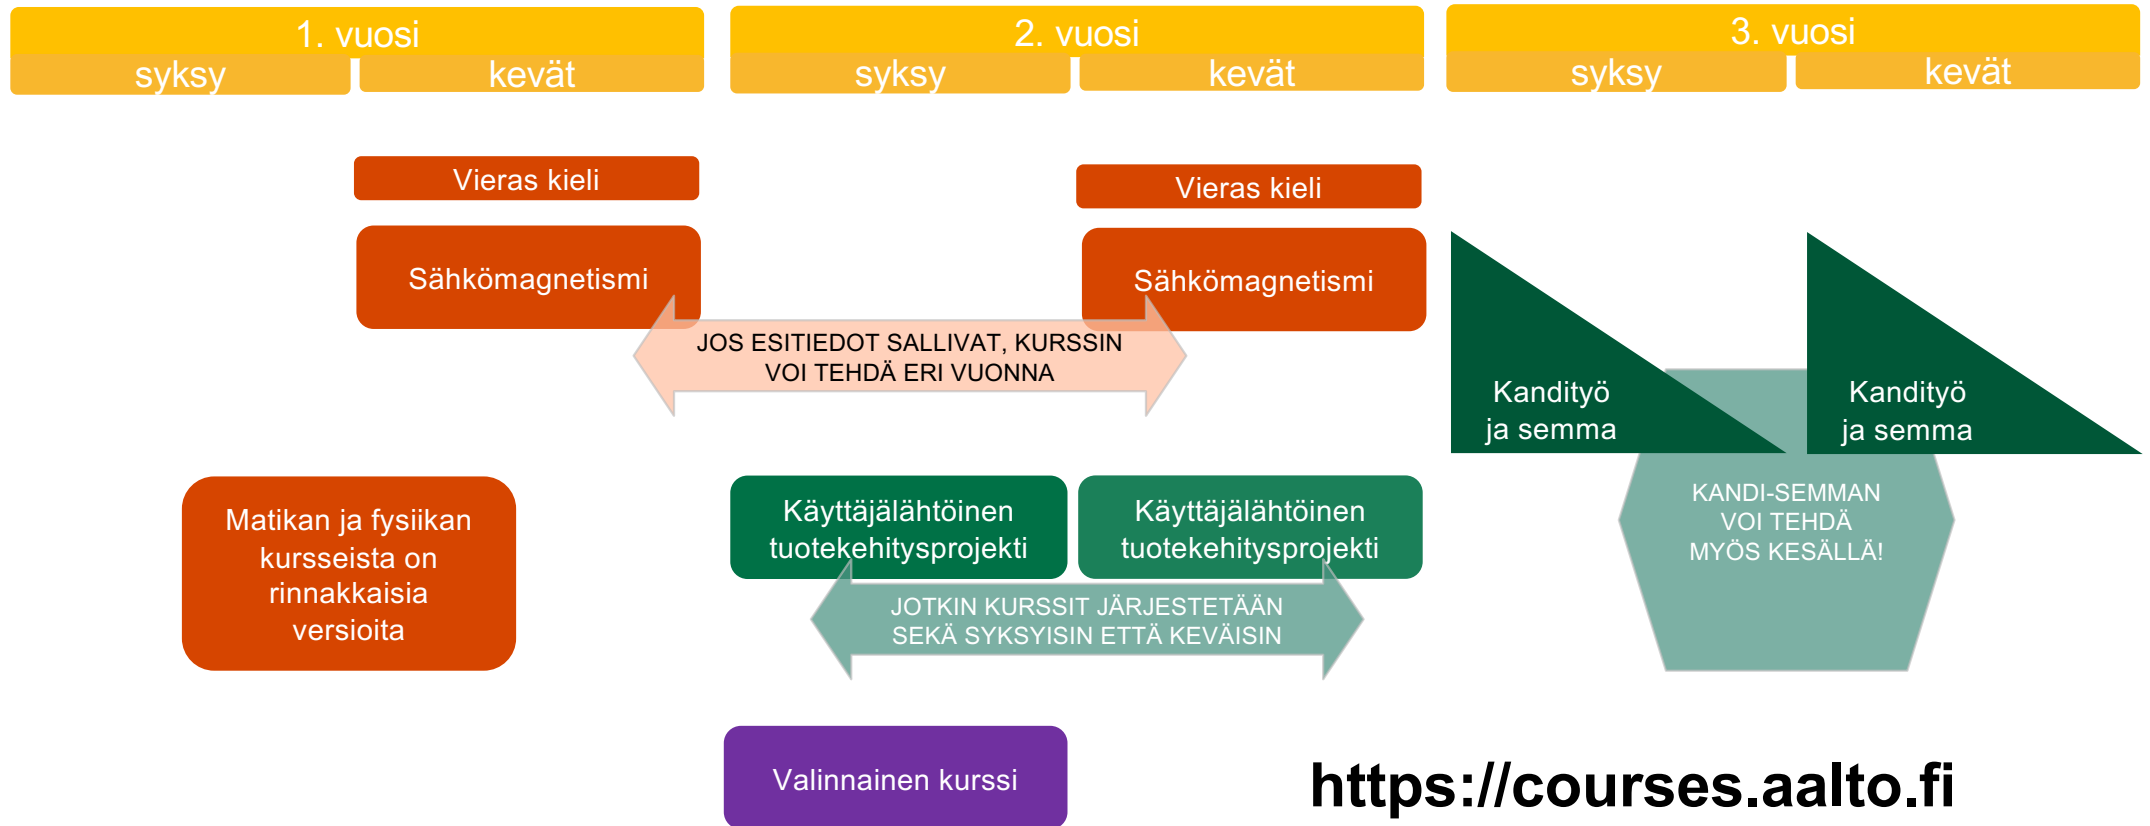 1. vuosi
syksy
kevät
2. vuosi
syksy
kevät
3. vuosi
syksy
kevät
Vieras kieli
Vieras kieli
Sähkömagnetismi
Sähkömagnetismi
JOS ESITIEDOT SALLIVAT, KURSSIN
VOI TEHDÄ ERI VUONNA
Kandityö
ja semma
Kandityö
ja semma
Matikan ja fysiikan
kursseista on
rinnakkaisia
versioita
Käyttäjälähtöinen
tuotekehitysprojekti
Käyttäjälähtöinen
tuotekehitysprojekti
JOTKIN KURSSIT JÄRJESTETÄÄN
SEKÄ SYKSYISIN ETTÄ KEVÄISIN
KANDI-SEMMAN
VOI TEHDÄ
MYÖS KESÄLLÄ!
Valinnainen kurssi
https://courses.aalto.fi